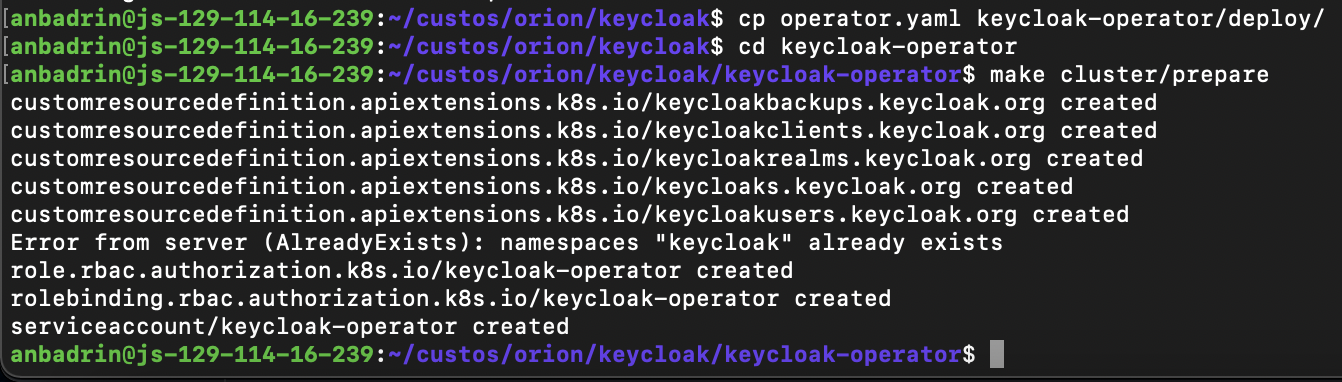 [anbadrin@js-129-114-16-239:~/custos/orion/keycloak$ cp operator.yaml keycloak-operator/deploy/
[anbadrin@js-129-114-16-239:~/custos/orion/keycloak$ cd keycloak-operator
[anbadrin@js-129-114-16-239:~/custos/orion/keycloak/keycloak-operator$ make cluster/prepare
customresourcedefinition.apiextensions.k8s.io/keycloakbackups.keycloak.org created
customresourcedefinition.apiextensions.k8s.io/keycloakclients.keycloak.org created
customresourcedefinition.apiextensions.k8s.io/keycloakrealms.keycloak.org created
customresourcedefinition.apiextensions.k8s.io/keycloaks.keycloak.org created
customresourcedefinition.apiextensions.k8s.io/keycloakusers.keycloak.org created
Error from server (AlreadyExists): namespaces "keycloak" already exists
role.rbac.authorization.k8s.io/keycloak-operator created
rolebinding.rbac.authorization.k8s.io/keycloak-operator created
serviceaccount/keycloak-operator created
anbadrin@js-129-114-16-239:~/custos/orion/keycloak/keycloak-operator$